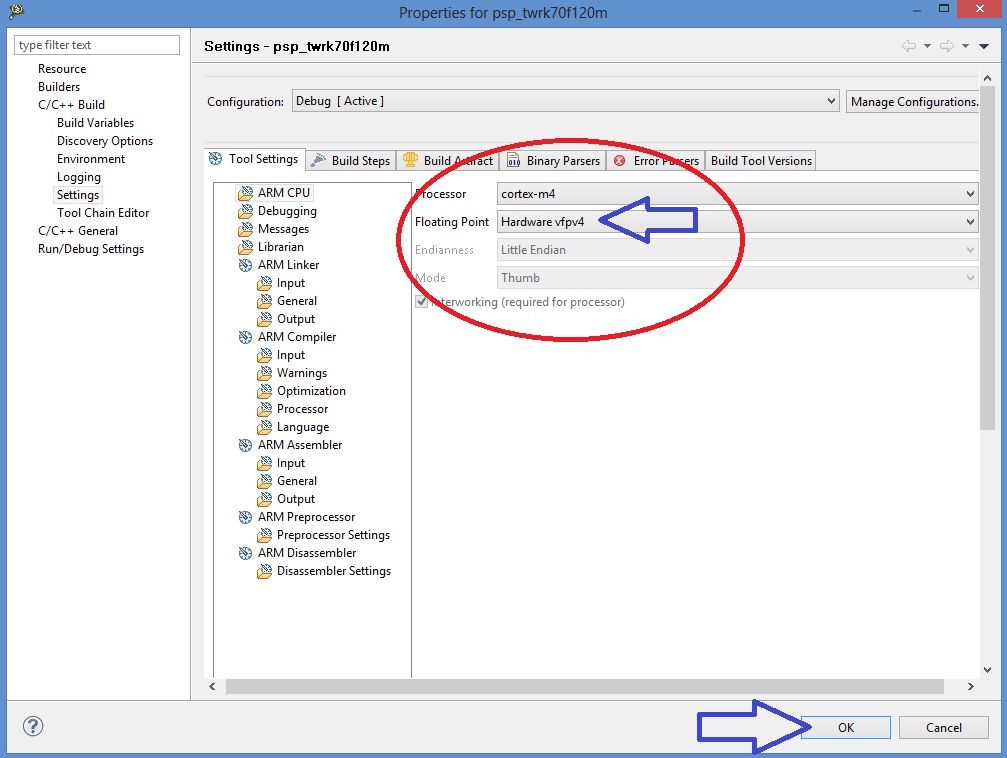 Properties for psp_twrk70f120m
type filter text
Resource
Builders
C/C++ Build
Build Variables
Discovery Options
Environment
Logging
Settings
Tool Chain Editor
C/C++ General
Run/Debug Settings
Settings - psp_twrk70f120m
Configuration: Debug [ Active ] Manage Configurations.
Tool Settings Build Steps Build Artifact Binary Parsers Error Parsers Build Tool Versions
ARM CPU
Debugging
Messages
Librarian
ARM Linker
Input
General
Output
ARM Compiler
Input
Warnings
Optimization
Processor
Language
ARM Assembler
Input
General
Output
ARM Preprocessor
Preprocessor Settings
ARM Disassembler
Disassembler Settings
Processor cortex-m4
Floating Point Hardware vfpv4
Endianness Little Endian
Mode Thumb
Interworking (required for processor)
OK Cancel